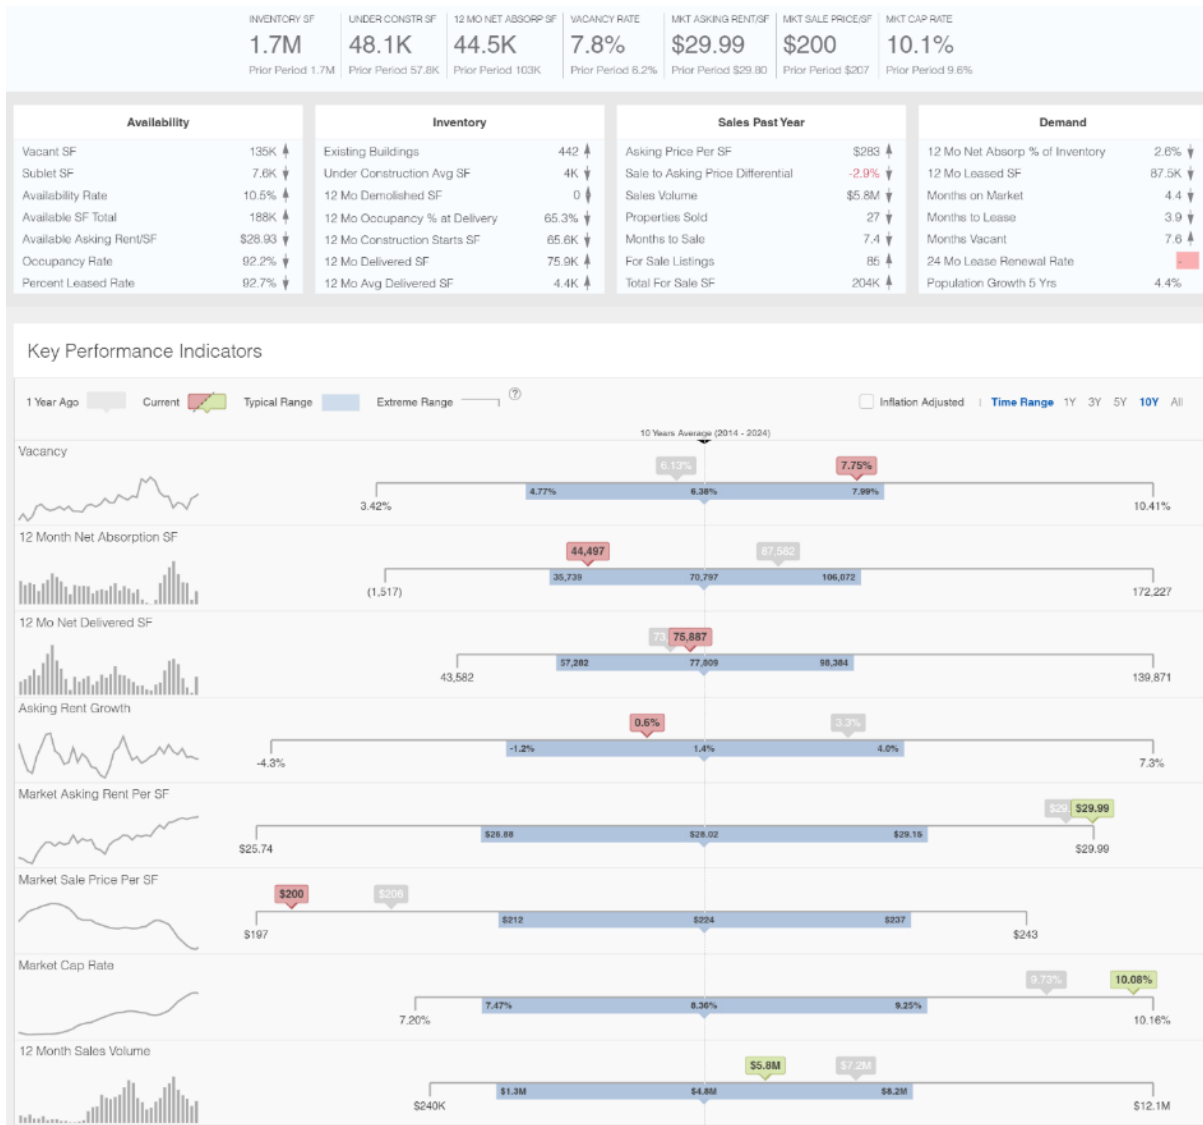 INVENTORY SF UNDER CONSTR SF 12 MO NET ABSORP SF VACANCY RATE MKT ASKING RENT/SF MKT SALE PRICE/SF MKT CAP RATE
1.7M 48.1K 44.5K 7.8% $29.99 $200 10.1%
Prior Period 1.7M Prior Period 57.8K Prior Period 103K Prior Period 6.2% Prior Period $29.80 Prior Period $207 Prior Period 9.6%
Availability Inventory Sales Past Year Demand
Vacant SF 135K Existing Buildings 442 Asking Price Per SF $283 12 Mo Net Absorp % of Inventory 2.6%
Sublet SF 7.6K Under Construction Avg SF 4K Sale to Asking Price Differential -2.9% 12 Mo Leased SF 87.5K
Availability Rate 10.5% 12 Mo Demolished SF 0 Sales Volume $5.8M Months on Market 4.4
Available SF Total 188K 12 Mo Occupancy % at Delivery 65.3% Properties Sold 27 Months to Lease 3.9
Available Asking Rent/SF $28.93 12 Mo Construction Starts SF 65.6K Months to Sale 7.4 Months Vacant 7.6
Occupancy Rate 92.2% 12 Mo Delivered SF 75.9K For Sale Listings 85 24 Mo Lease Renewal Rate -
Percent Leased Rate 92.7% 12 Mo Avg Delivered SF 4.4K Total For Sale SF 204K Population Growth 5 Yrs 4.4%
Key Performance Indicators
1 Year Ago Current Typical Range Extreme Range ? Inflation Adjusted Time Range 1Y 3Y 5Y 10Y All
10 Years Average (2014 - 2024)
Vacancy
6.13% 7.75%
4.77% 6.38% 7.99%
3.42% 10.41%
12 Month Net Absorption SF
44,497 87,582
35,739 70,797 106,072
(1,517) 172,227
12 Mo Net Delivered SF
73, 75,887
57,282 77,809 98,384
43,582 139,871
Asking Rent Growth
0.6% 3.3%
-1.2% 1.4% 4.0%
-4.3% 7.3%
Market Asking Rent Per SF
$29. $29.99
$26.88 $28.02 $29.15
$25.74 $29.99
Market Sale Price Per SF
$200 $206
$212 $224 $237
$197 $243
Market Cap Rate
9.73% 10.08%
7.47% 8.36% 9.25%
7.20% 10.16%
12 Month Sales Volume
$5.8M $7.2M
$1.3M $4.8M $8.2M
$240K $12.1M